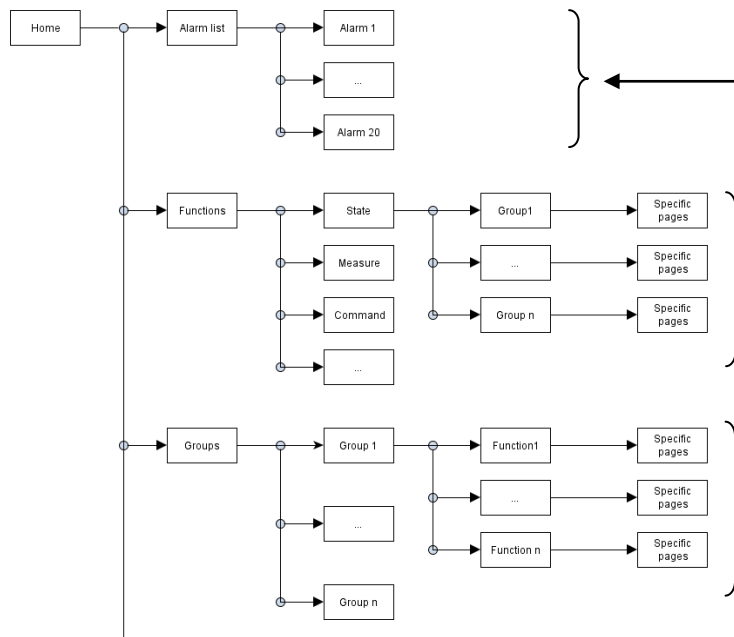 Home
Alarm list
Alarm 1
...
Alarm 20
Functions
State
Group1
Specific
pages
Measure
...
Specific
pages
Command
Group n
Specific
pages
...
Groups
Group 1
Function1
Specific
pages
...
Specific
pages
...
Function n
Specific
pages
Group n